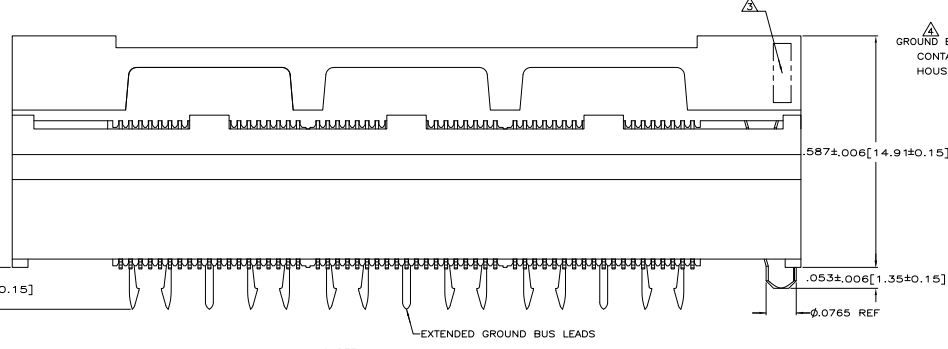 3
4
GROUND
CONTA
HOUS
.587±.006[14.91±0.15]
.053±.006[1.35±0.15]
0.15]
Ø.0765 REF
EXTENDED GROUND BUS LEADS